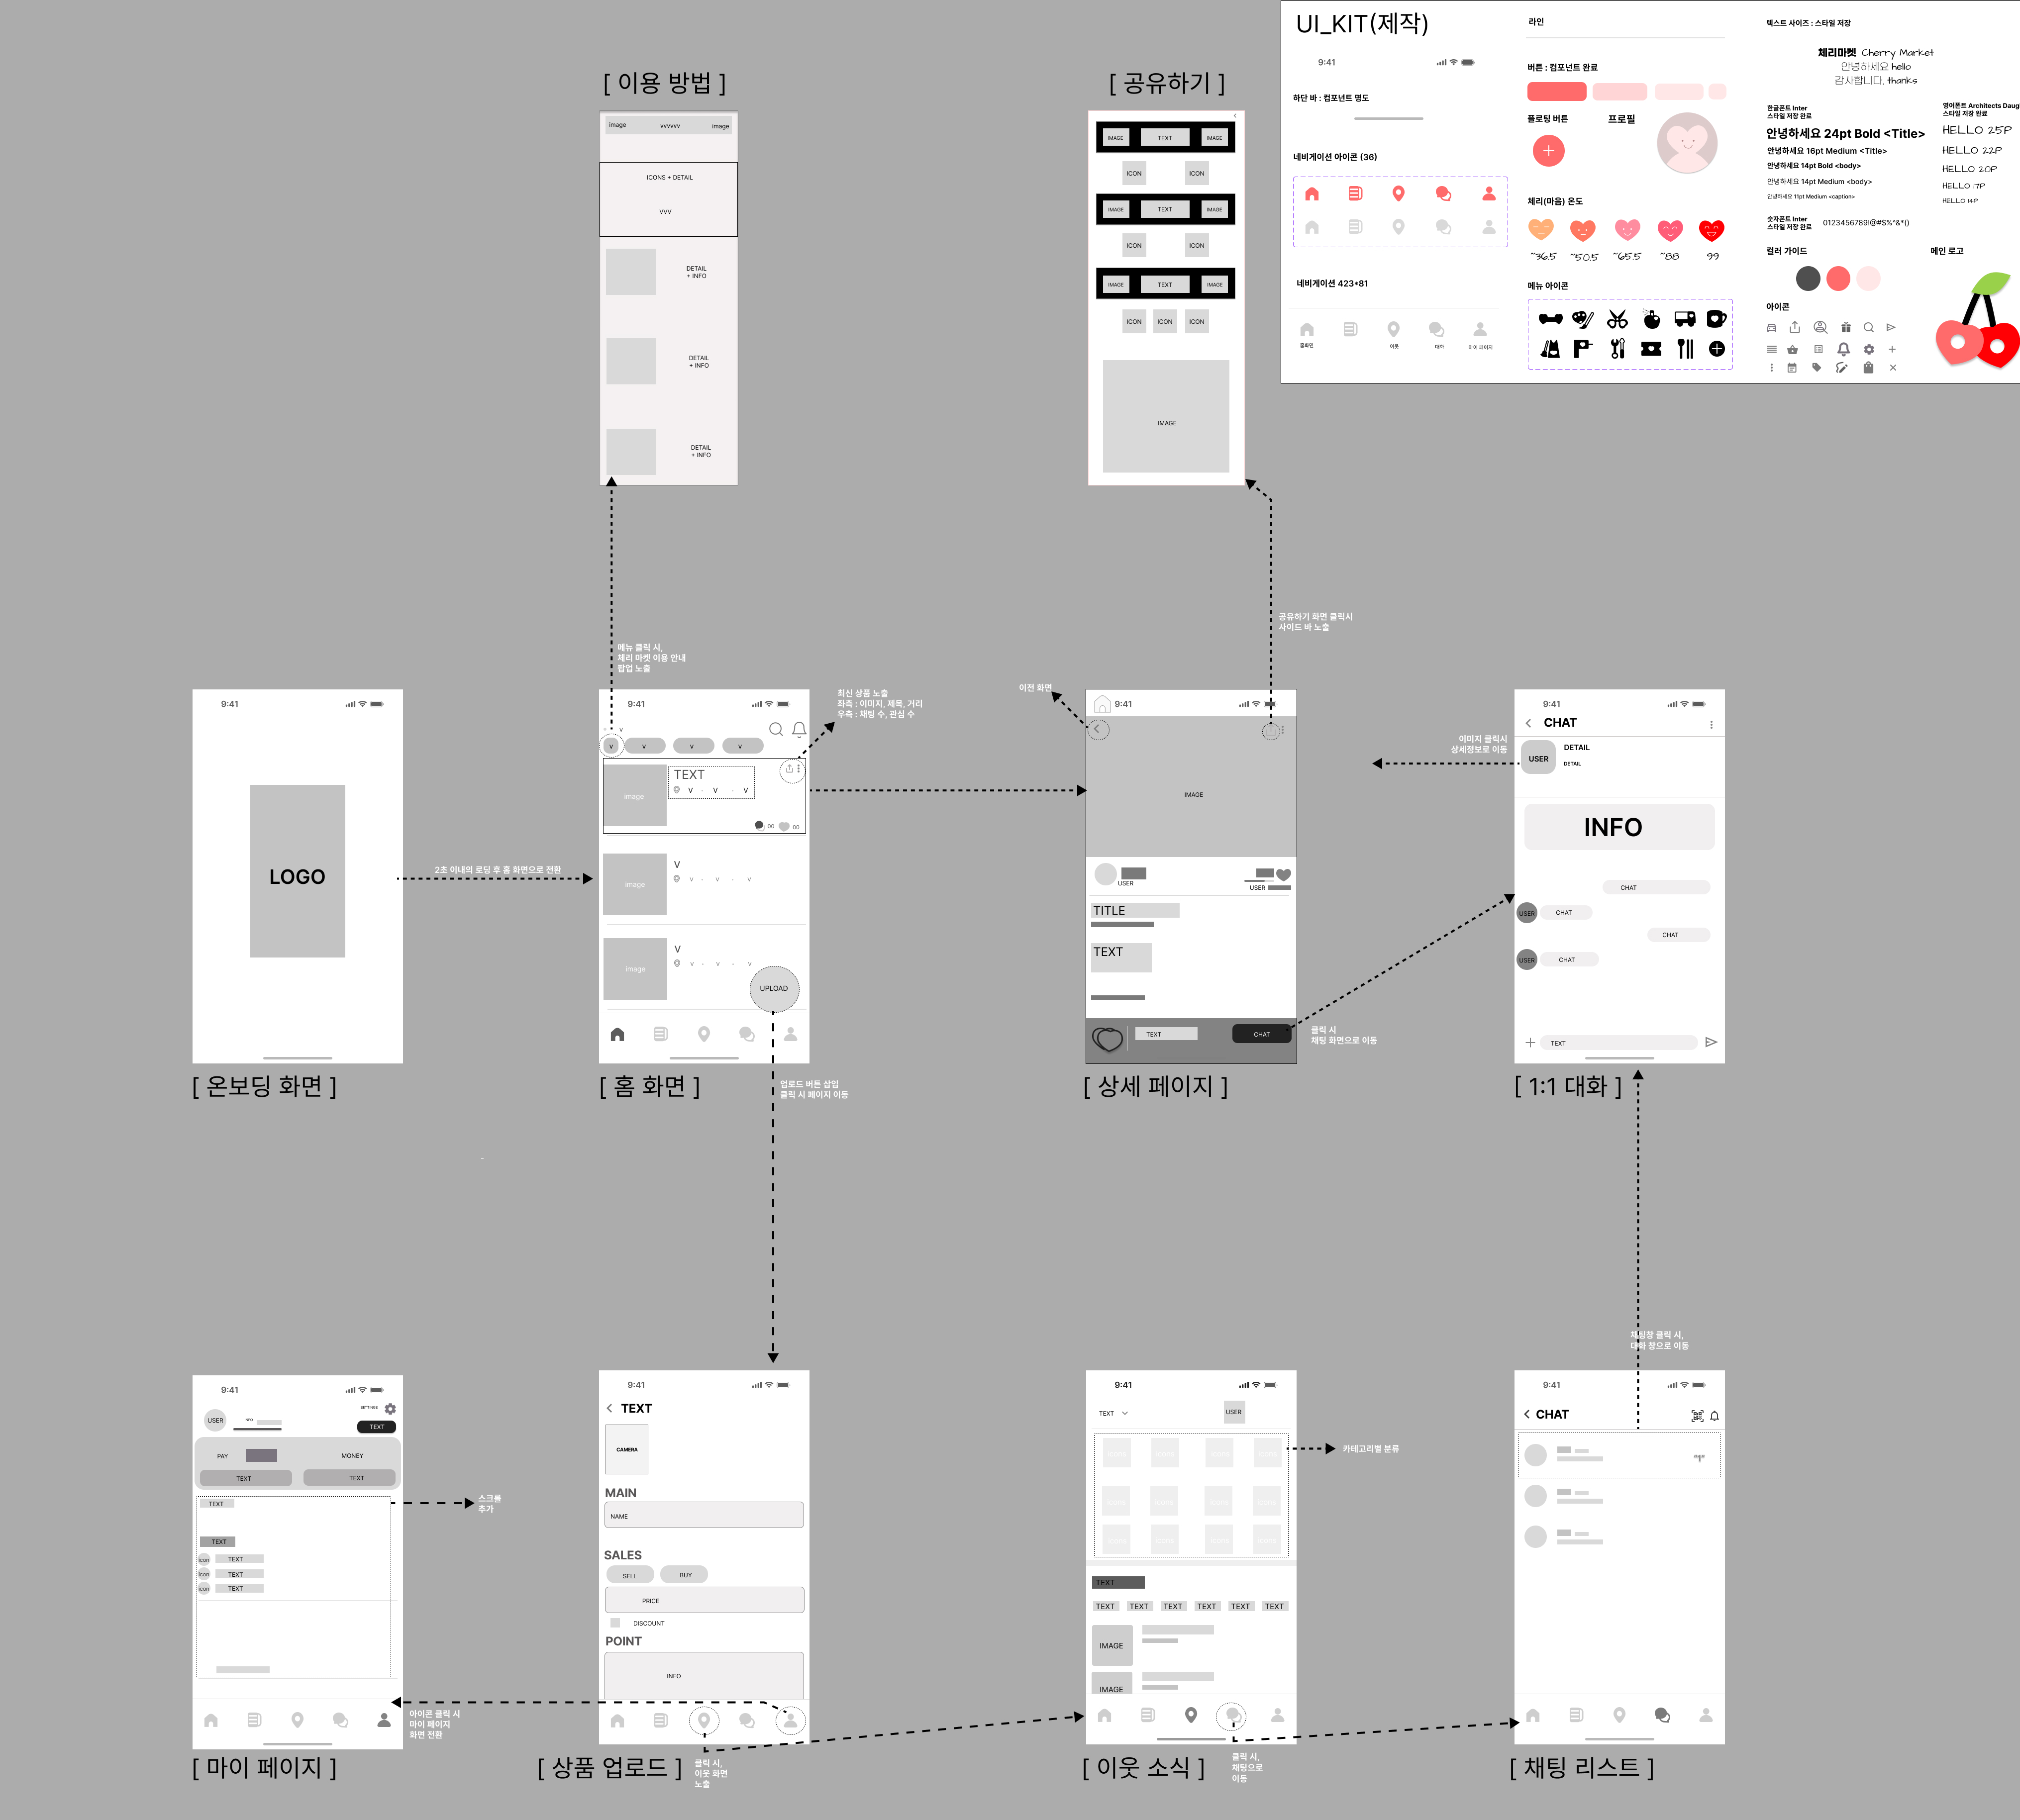 UI_KIT(제작)
9:41
하단 바 : 컴포넌트 명도
네비게이션 아이콘 (36)
네비게이션 423*81
홈화면
이웃
대화
마이 페이지
라인
버튼 : 컴포넌트 완료
플로팅 버튼
프로필
체리(마음) 온도
~36.5
~50.5
~65.5
~88
99
메뉴 아이콘
텍스트 사이즈 : 스타일 저장
체리마켓 Cherry Market
안녕하세요 hello
감사합니다, thanks
한글폰트 Inter
스타일 저장 완료
안녕하세요 24pt Bold <Title>
안녕하세요 16pt Medium <Title>
안녕하세요 14pt Bold <body>
안녕하세요 14pt Medium <body>
안녕하세요 11pt Medium <caption>
영어폰트 Architects Daug
스타일 저장 완료
HELLO 25P
HELLO 22P
HELLO 20P
HELLO 17P
HELLO 14P
숫자폰트 Inter
스타일 저장 완료
0123456789!@#$%^&*()
컬러 가이드
메인 로고
아이콘
[ 이용 방법 ]
image
vvvvvv
image
ICONS + DETAIL
VVV
DETAIL
+ INFO
DETAIL
+ INFO
DETAIL
+ INFO
[ 공유하기 ]
IMAGE
TEXT
IMAGE
ICON
ICON
IMAGE
TEXT
IMAGE
ICON
ICON
IMAGE
TEXT
IMAGE
ICON
ICON
ICON
IMAGE
메뉴 클릭 시,
체리 마켓 이용 안내
팝업 노출
공유하기 화면 클릭시
사이드 바 노출
최신 상품 노출
좌측 : 이미지, 제목, 거리
우측 : 채팅 수, 관심 수
이전 화면
이미지 클릭시
상세정보로 이동
9:41
LOGO
[ 온보딩 화면 ]
2초 이내의 로딩 후 홈 화면으로 전환
9:41
v
v
v
v
v
image
TEXT
V - V - V
00
00
image
V
v - v - v
image
V
v - v - v
UPLOAD
[ 홈 화면 ]
업로드 버튼 삽입
클릭 시 페이지 이동
9:41
IMAGE
USER
USER
TITLE
TEXT
TEXT
CHAT
[ 상세 페이지 ]
클릭 시
채팅 화면으로 이동
9:41
CHAT
USER
DETAIL
DETAIL
INFO
CHAT
USER
CHAT
CHAT
USER
CHAT
TEXT
[ 1:1 대화 ]
채팅창 클릭 시,
대화 창으로 이동
9:41
SETTINGS
USER
INFO
TEXT
PAY
MONEY
TEXT
TEXT
TEXT
TEXT
icon
TEXT
icon
TEXT
icon
TEXT
스크롤
추가
아이콘 클릭 시
마이 페이지
화면 전환
[ 마이 페이지 ]
9:41
TEXT
CAMERA
MAIN
NAME
SALES
SELL
BUY
PRICE
DISCOUNT
POINT
INFO
[ 상품 업로드 ]
클릭 시,
이웃 화면
노출
9:41
TEXT
USER
카테고리별 분류
TEXT
TEXT
TEXT
TEXT
TEXT
TEXT
TEXT
IMAGE
IMAGE
[ 이웃 소식 ]
클릭 시,
채팅으로
이동
9:41
CHAT
[ 채팅 리스트 ]